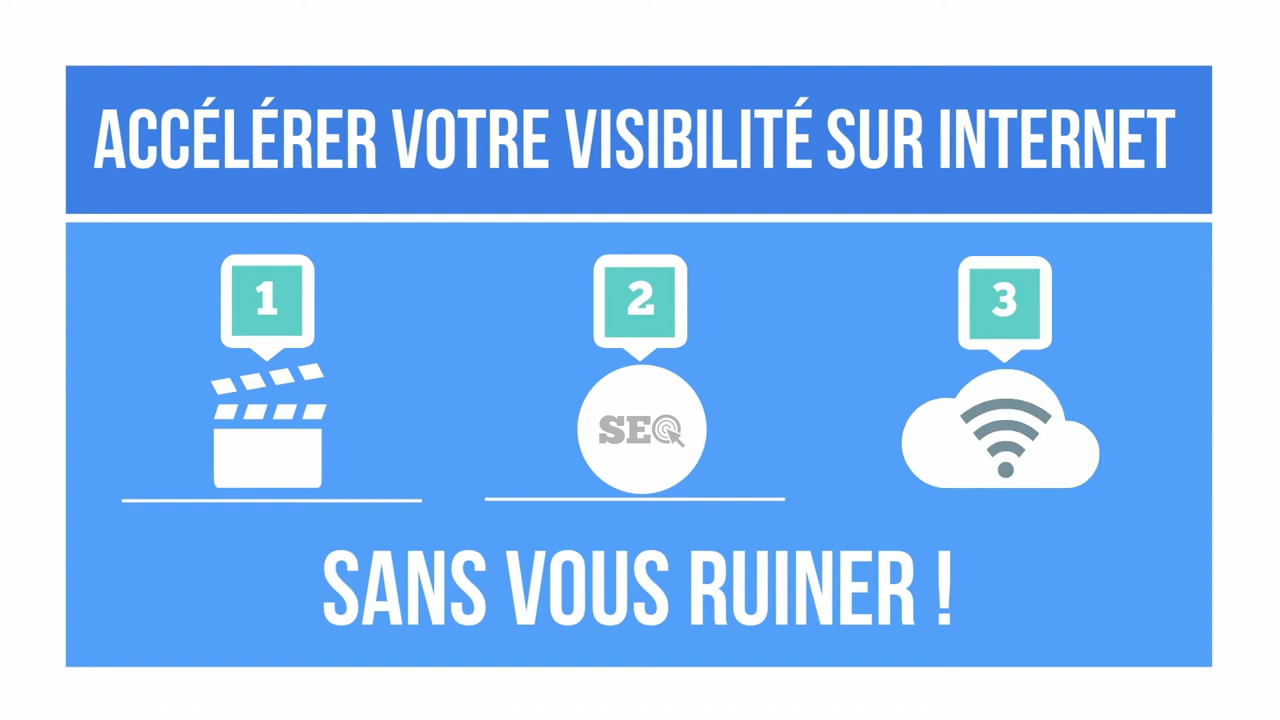 ACCÉLÉRER VOTRE VISIBILITÉ SUR INTERNET
1
2
3
SEO
SANS VOUS RUINER !